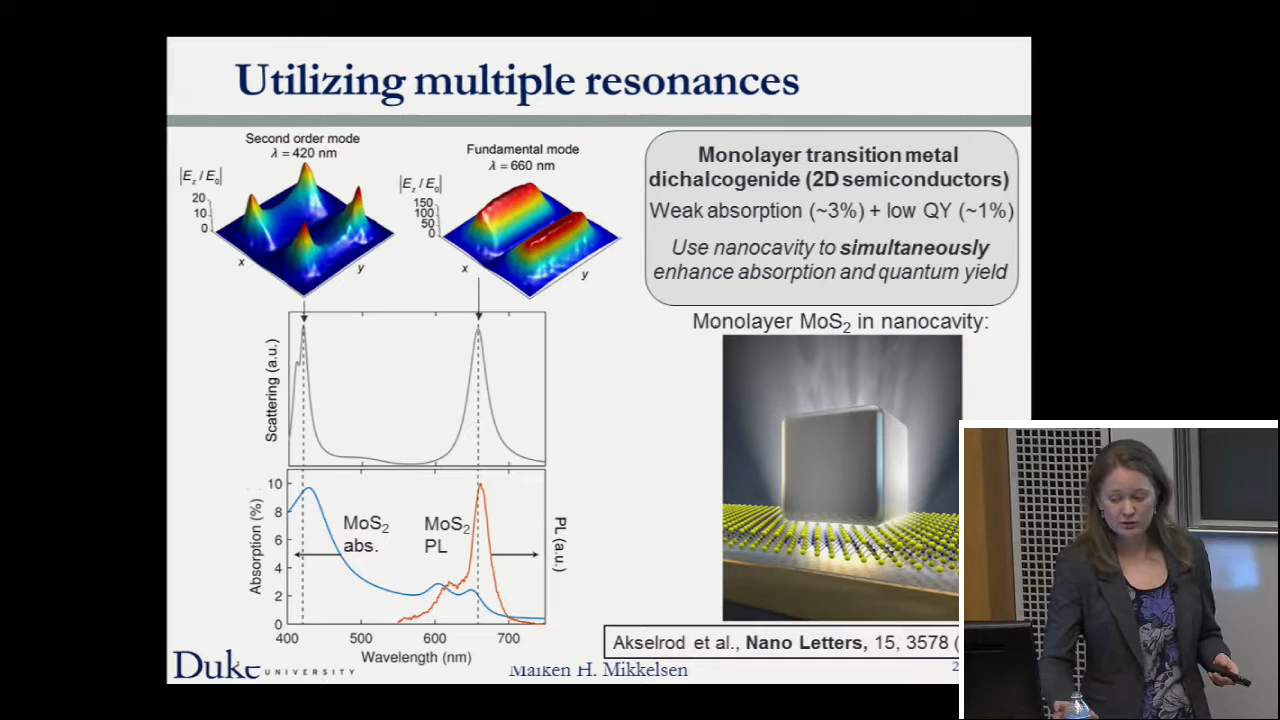 Utilizing multiple resonances
Second order mode
λ = 420 nm
|Ez / E0|
20
10
0
x
y
Fundamental mode
λ = 660 nm
|Ez / E0|
150
100
50
0
x
y
Monolayer transition metal
dichalcogenide (2D semiconductors)
Weak absorption (~3%) + low QY (~1%)
Use nanocavity to simultaneously
enhance absorption and quantum yield
Monolayer MoS2 in nanocavity:
Scattering (a.u.)
Absorption (%)
10
8
6
4
2
0
MoS2
abs.
MoS2
PL
PL (a.u.)
400
500
600
700
Wavelength (nm)
Akselrod et al., Nano Letters, 15, 3578 (
Duke UNIVERSITY
Maiken H. Mikkelsen
2